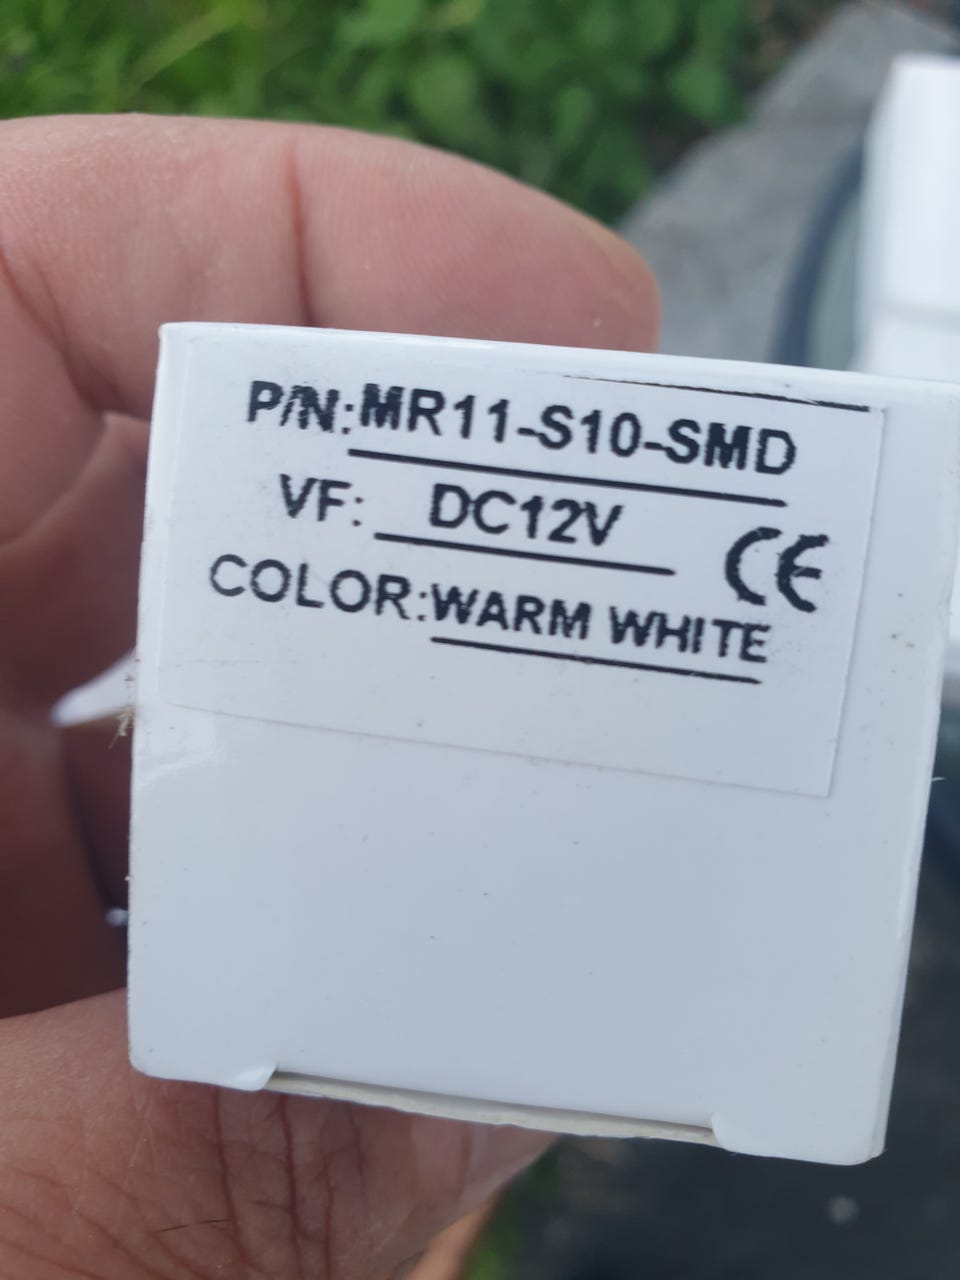 P/N:MR11-S10-SMD
VF: DC12V
CE
COLOR:WARM WHITE